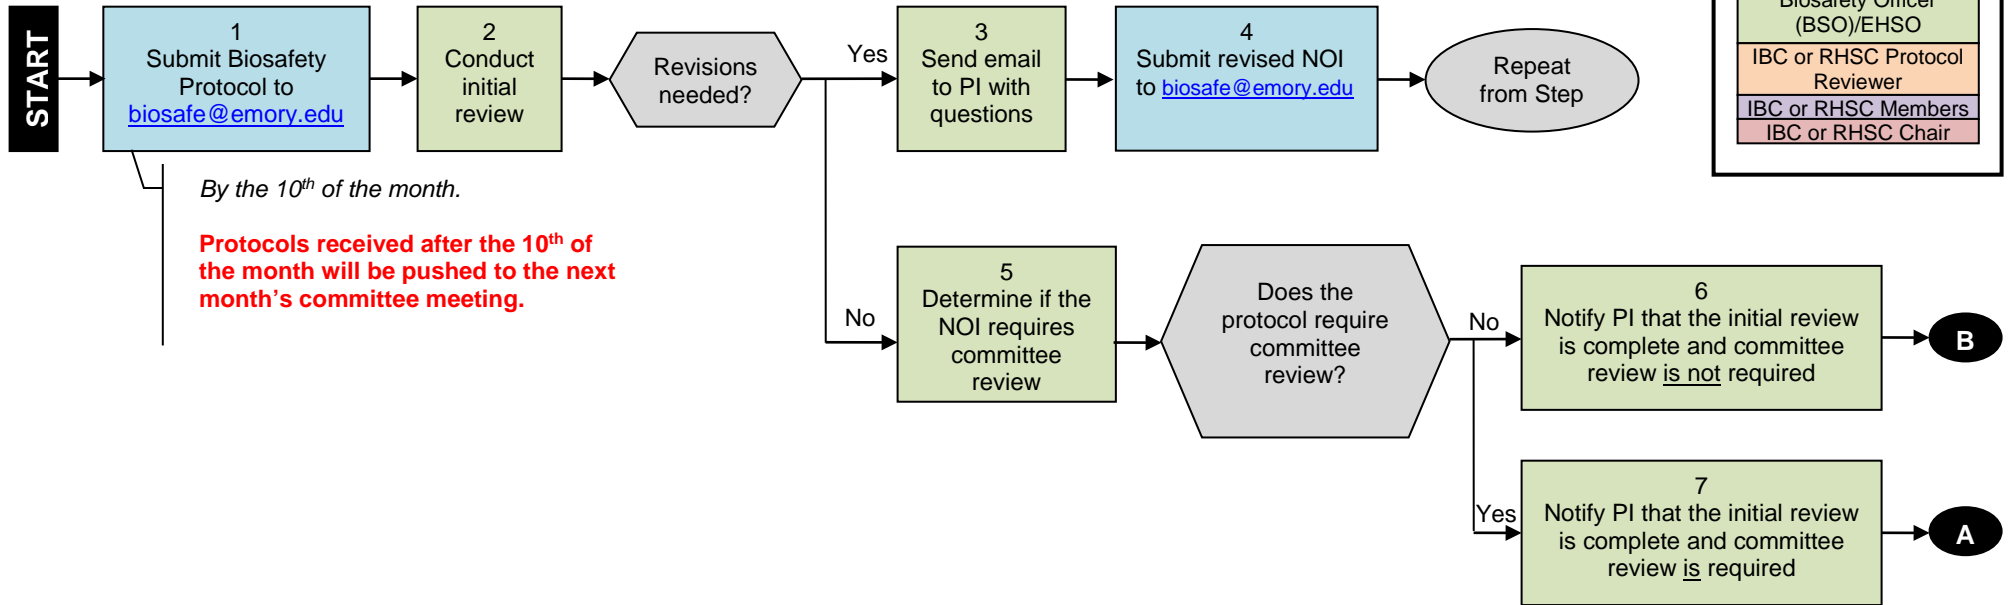 START
1
Submit Biosafety
Protocol to
biosafe@emory.edu
2
Conduct
initial
review
Revisions
needed?
Yes
3
Send email
to PI with
questions
4
Submit revised NOI
to biosafe@emory.edu
Repeat
from Step
Biosafety Officer
(BSO)/EHSO
IBC or RHSC Protocol
Reviewer
IBC or RHSC Members
IBC or RHSC Chair
By the 10th of the month.
Protocols received after the 10th of
the month will be pushed to the next
month’s committee meeting.
No
5
Determine if the
NOI requires
committee
review
Does the
protocol require
committee
review?
No
6
Notify PI that the initial review
is complete and committee
review is not required
B
Yes
7
Notify PI that the initial review
is complete and committee
review is required
A